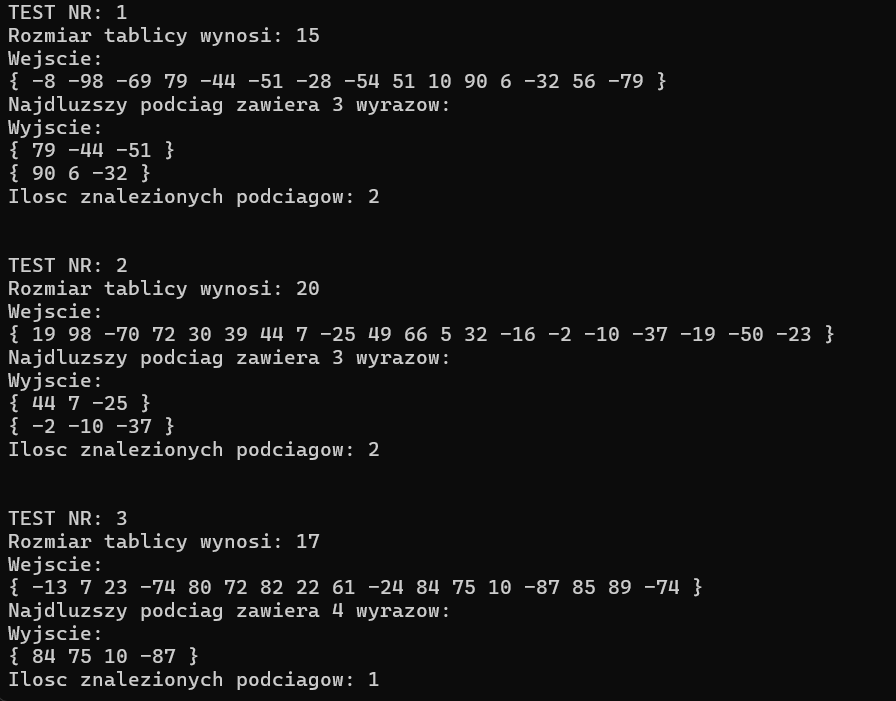 TEST NR: 1
Rozmiar tablicy wynosi: 15
Wejscie:
{ -8 -98 -69 79 -44 -51 -28 -54 51 10 90 6 -32 56 -79 }
Najdluzszy podciag zawiera 3 wyrazow:
Wyjscie:
{ 79 -44 -51 }
{ 90 6 -32 }
Ilosc znalezionych podciagow: 2
TEST NR: 2
Rozmiar tablicy wynosi: 20
Wejscie:
{ 19 98 -70 72 30 39 44 7 -25 49 66 5 32 -16 -2 -10 -37 -19 -50 -23 }
Najdluzszy podciag zawiera 3 wyrazow:
Wyjscie:
{ 44 7 -25 }
{ -2 -10 -37 }
Ilosc znalezionych podciagow: 2
TEST NR: 3
Rozmiar tablicy wynosi: 17
Wejscie:
{ -13 7 23 -74 80 72 82 22 61 -24 84 75 10 -87 85 89 -74 }
Najdluzszy podciag zawiera 4 wyrazow:
Wyjscie:
{ 84 75 10 -87 }
Ilosc znalezionych podciagow: 1